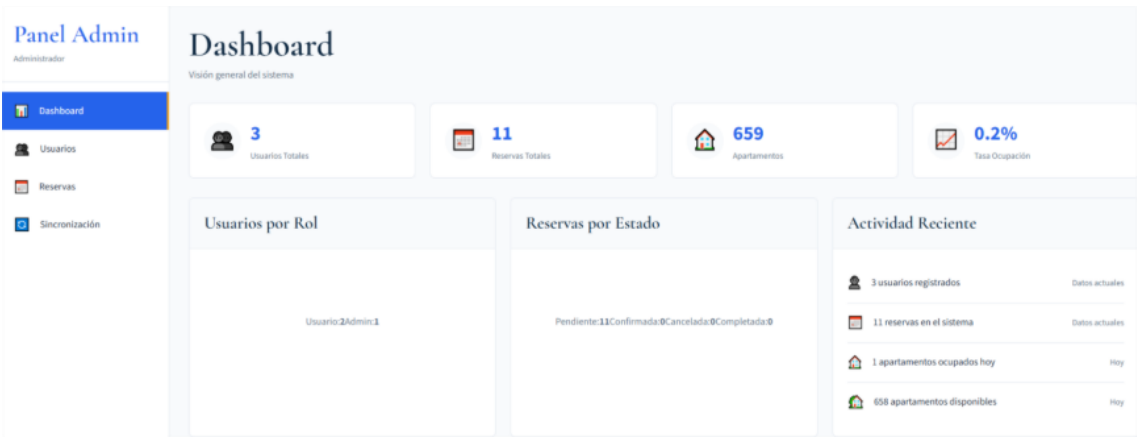 Panel Admin
Administrador
Dashboard
Usuarios
Reservas
Sincronización
Dashboard
Visión general del sistema
3
Usuarios Totales
11
Reservas Totales
659
Apartamentos
0.2%
Tasa Ocupación
Usuarios por Rol
Usuario:2Admin:1
Reservas por Estado
Pendiente:11Confirmada:0Cancelada:0Completada:0
Actividad Reciente
3 usuarios registrados Datos actuales
11 reservas en el sistema Datos actuales
1 apartamentos ocupados hoy Hoy
658 apartamentos disponibles Hoy